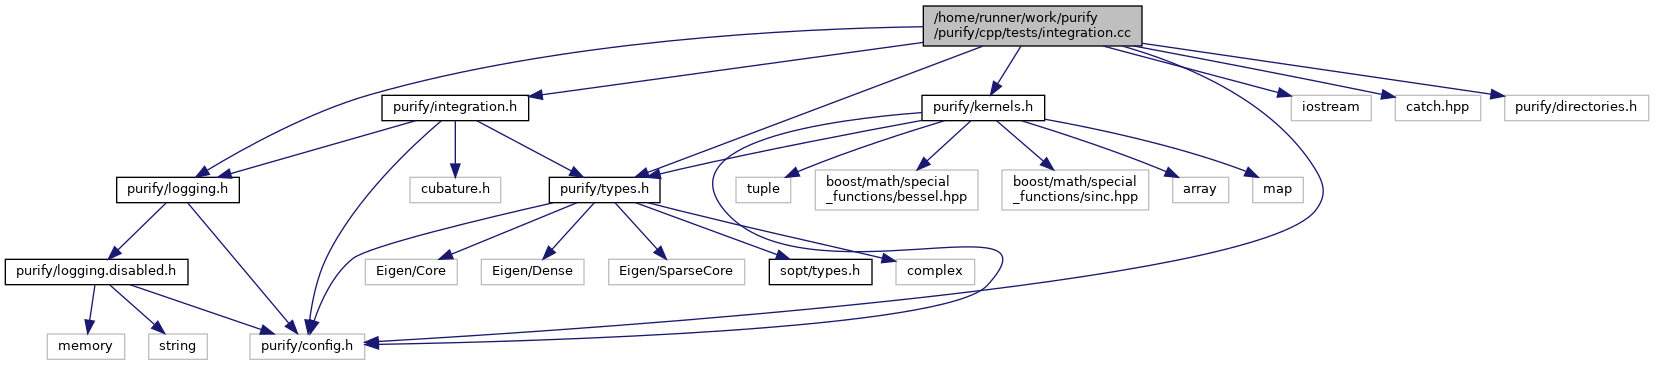 /home/runner/work/purify
/purify/cpp/tests/integration.cc
purify/integration.h
purify/kernels.h
iostream
catch.hpp
purify/directories.h
purify/logging.h
cubature.h
purify/types.h
tuple
boost/math/special
_functions/bessel.hpp
boost/math/special
_functions/sinc.hpp
array
map
purify/logging.disabled.h
Eigen/Core
Eigen/Dense
Eigen/SparseCore
sopt/types.h
complex
memory
string
purify/config.h